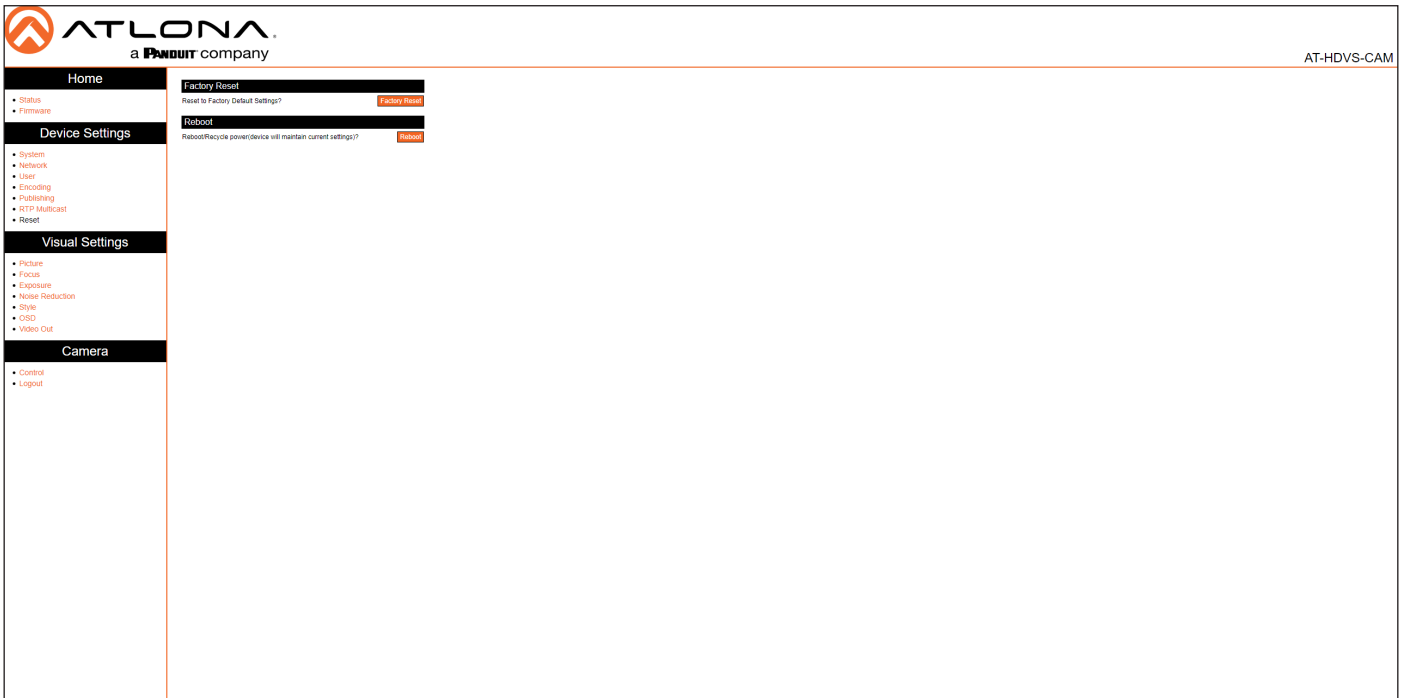 ATLONA.
a PANDUIT company
AT-HDVS-CAM
Home
• Status
• Firmware
Device Settings
• System
• Network
• User
• Encoding
• Publishing
• RTP Multicast
• Reset
Visual Settings
• Picture
• Focus
• Exposure
• Noise Reduction
• Style
• OSD
• Video Out
Camera
• Control
• Logout
Factory Reset
Reset to Factory Default Settings? Factory Reset
Reboot
Reboot/Recycle power(device will maintain current settings)? Reboot